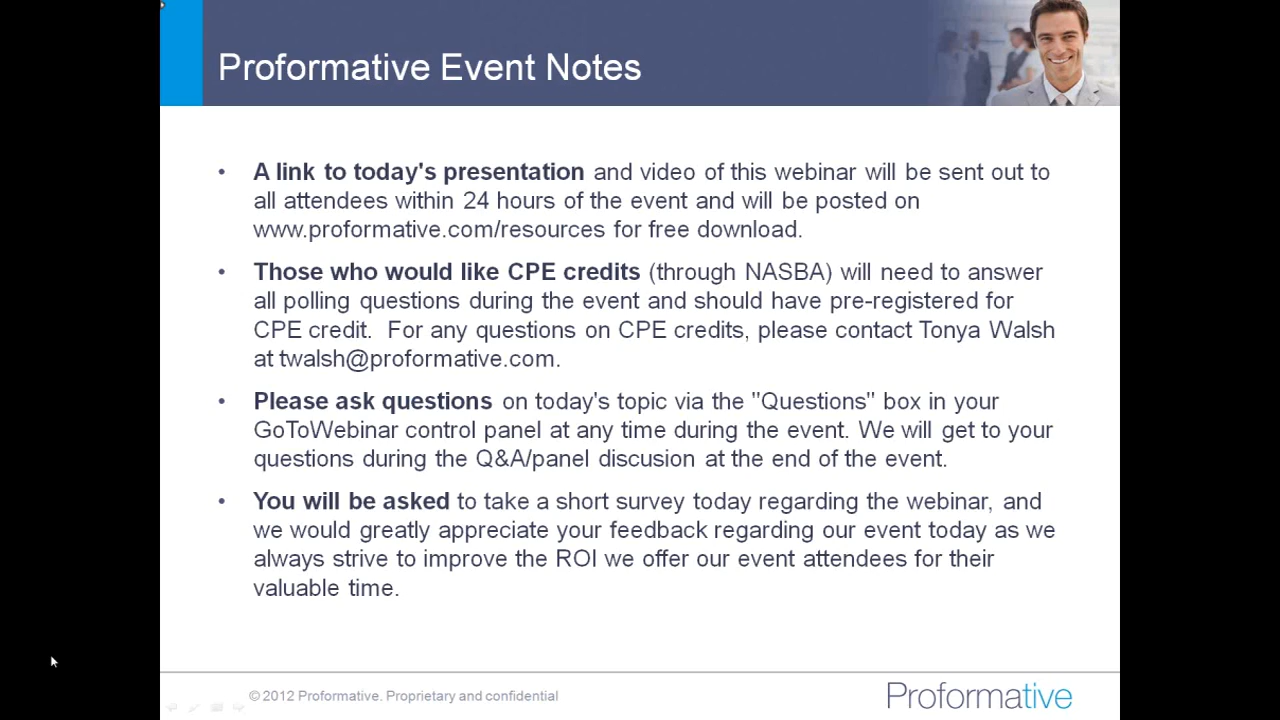 Proformative Event Notes
• A link to today's presentation and video of this webinar will be sent out to
all attendees within 24 hours of the event and will be posted on
www.proformative.com/resources for free download.
• Those who would like CPE credits (through NASBA) will need to answer
all polling questions during the event and should have pre-registered for
CPE credit.  For any questions on CPE credits, please contact Tonya Walsh
at twalsh@proformative.com.
• Please ask questions on today's topic via the "Questions" box in your
GoToWebinar control panel at any time during the event. We will get to your
questions during the Q&A/panel discusion at the end of the event.
• You will be asked to take a short survey today regarding the webinar, and
we would greatly appreciate your feedback regarding our event today as we
always strive to improve the ROI we offer our event attendees for their
valuable time.
© 2012 Proformative. Proprietary and confidential
Proformative